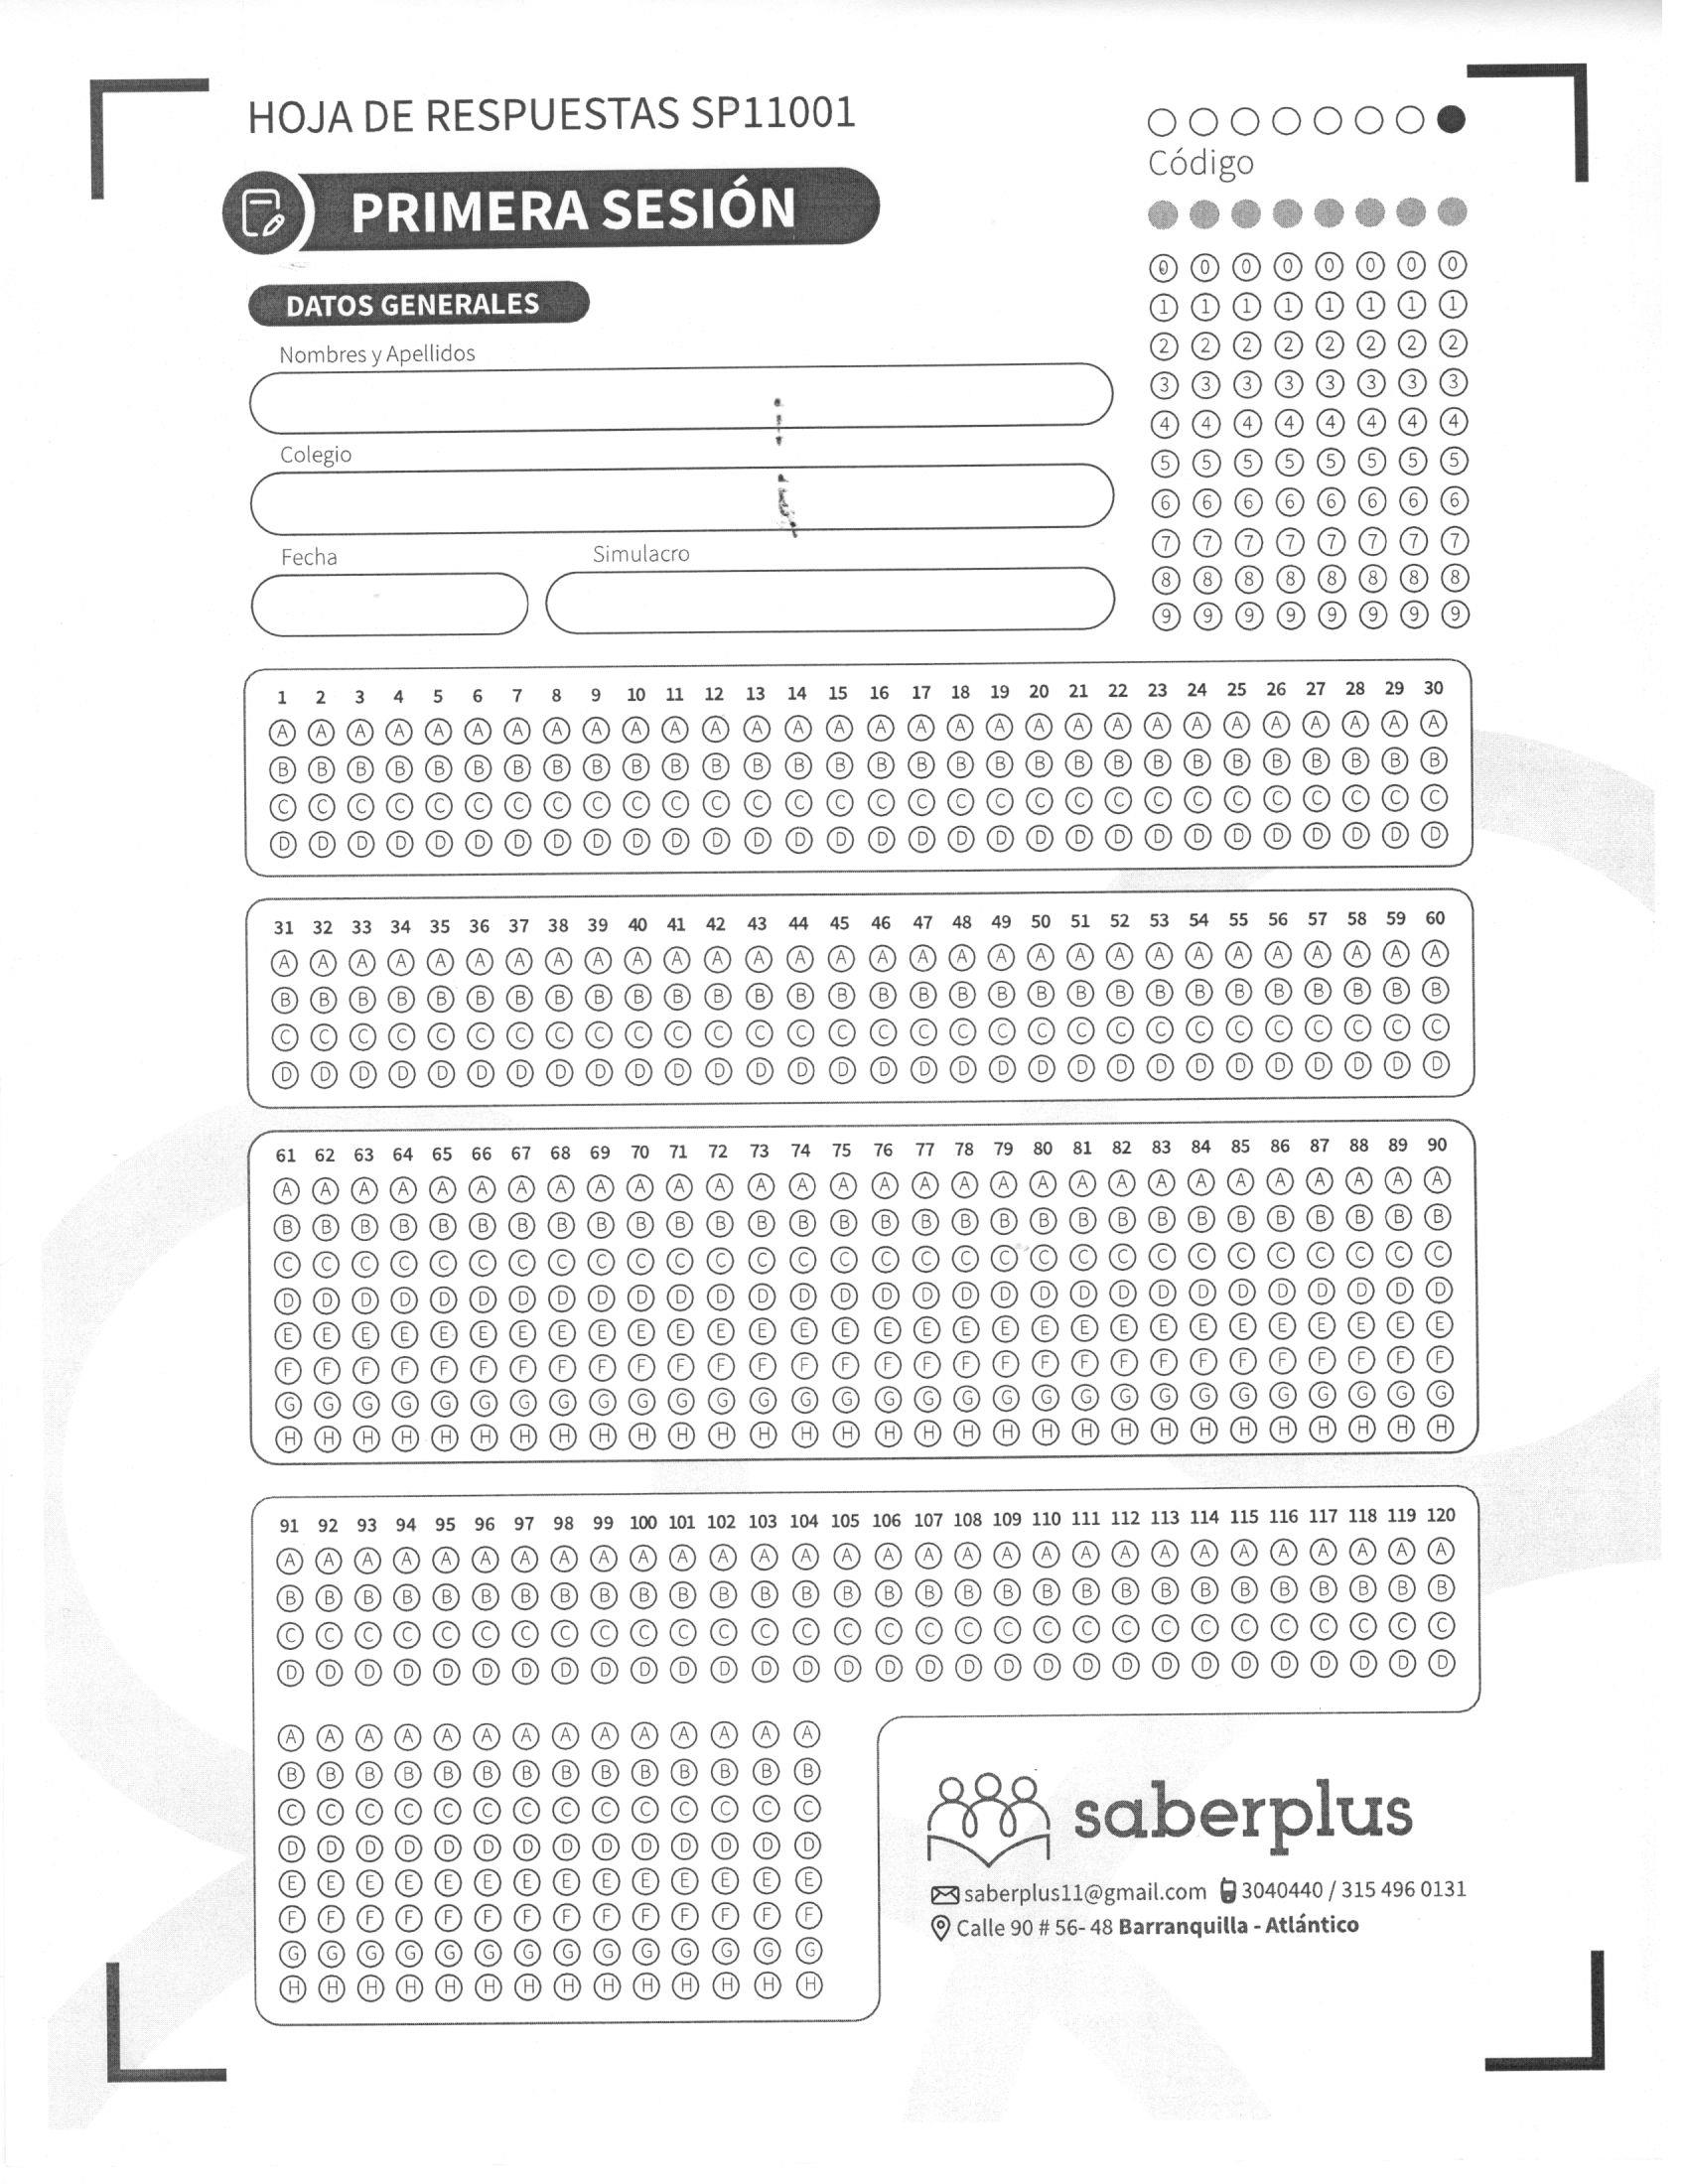 HOJA DE RESPUESTAS SP11001
Código
PRIMERA SESIÓN
DATOS GENERALES
Nombres y Apellidos
Colegio
Fecha Simulacro
0 0 0 0 0 0 0 0
1 1 1 1 1 1 1 1
2 2 2 2 2 2 2 2
3 3 3 3 3 3 3 3
4 4 4 4 4 4 4 4
5 5 5 5 5 5 5 5
6 6 6 6 6 6 6 6
7 7 7 7 7 7 7 7
8 8 8 8 8 8 8 8
9 9 9 9 9 9 9 9
1 2 3 4 5 6 7 8 9 10 11 12 13 14 15 16 17 18 19 20 21 22 23 24 25 26 27 28 29 30
A A A A A A A A A A A A A A A A A A A A A A A A A A A A A A
B B B B B B B B B B B B B B B B B B B B B B B B B B B B B B
C C C C C C C C C C C C C C C C C C C C C C C C C C C C C C
D D D D D D D D D D D D D D D D D D D D D D D D D D D D D D
31 32 33 34 35 36 37 38 39 40 41 42 43 44 45 46 47 48 49 50 51 52 53 54 55 56 57 58 59 60
A A A A A A A A A A A A A A A A A A A A A A A A A A A A A A
B B B B B B B B B B B B B B B B B B B B B B B B B B B B B B
C C C C C C C C C C C C C C C C C C C C C C C C C C C C C C
D D D D D D D D D D D D D D D D D D D D D D D D D D D D D D
61 62 63 64 65 66 67 68 69 70 71 72 73 74 75 76 77 78 79 80 81 82 83 84 85 86 87 88 89 90
A A A A A A A A A A A A A A A A A A A A A A A A A A A A A A
B B B B B B B B B B B B B B B B B B B B B B B B B B B B B B
C C C C C C C C C C C C C C C C C C C C C C C C C C C C C C
D D D D D D D D D D D D D D D D D D D D D D D D D D D D D D
E E E E E E E E E E E E E E E E E E E E E E E E E E E E E E
F F F F F F F F F F F F F F F F F F F F F F F F F F F F F F
G G G G G G G G G G G G G G G G G G G G G G G G G G G G G G
H H H H H H H H H H H H H H H H H H H H H H H H H H H H H H
91 92 93 94 95 96 97 98 99 100 101 102 103 104 105 106 107 108 109 110 111 112 113 114 115 116 117 118 119 120
A A A A A A A A A A A A A A A A A A A A A A A A A A A A A A
B B B B B B B B B B B B B B B B B B B B B B B B B B B B B B
C C C C C C C C C C C C C C C C C C C C C C C C C C C C C C
D D D D D D D D D D D D D D D D D D D D D D D D D D D D D D
A A A A A A A A A A A A A A
B B B B B B B B B B B B B B
C C C C C C C C C C C C C C
D D D D D D D D D D D D D D
E E E E E E E E E E E E E E
F F F F F F F F F F F F F F
G G G G G G G G G G G G G G
H H H H H H H H H H H H H H
saberplus
saberplus11@gmail.com 3040440 / 315 496 0131
Calle 90 # 56- 48 Barranquilla - Atlántico